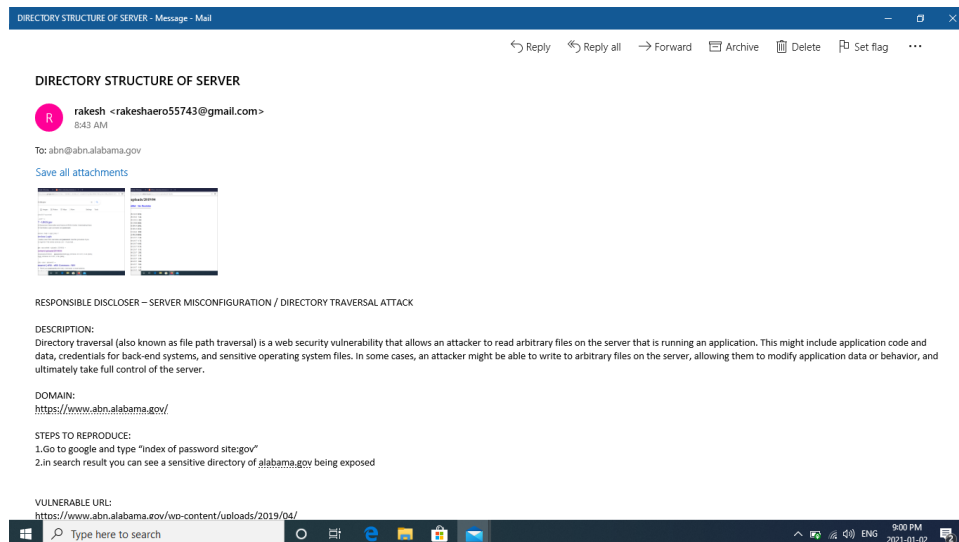 DIRECTORY STRUCTURE OF SERVER - Message - Mail
Reply Reply all Forward Archive Delete Set flag
DIRECTORY STRUCTURE OF SERVER
R
rakesh <rakeshaero55743@gmail.com>
8:43 AM
To: abn@abn.alabama.gov
Save all attachments
uploads/2019/04
RESPONSIBLE DISCLOSER – SERVER MISCONFIGURATION / DIRECTORY TRAVERSAL ATTACK
DESCRIPTION:
Directory traversal (also known as file path traversal) is a web security vulnerability that allows an attacker to read arbitrary files on the server that is running an application. This might include application code and
data, credentials for back-end systems, and sensitive operating system files. In some cases, an attacker might be able to write to arbitrary files on the server, allowing them to modify application data or behavior, and
ultimately take full control of the server.
DOMAIN:
https://www.abn.alabama.gov/
STEPS TO REPRODUCE:
1.Go to google and type “index of password site:gov”
2.in search result you can see a sensitive directory of alabama.gov being exposed
VULNERABLE URL:
https://www.abn.alabama.gov/wp-content/uploads/2019/04/
Type here to search
ENG
9:00 PM
2021-01-02
2